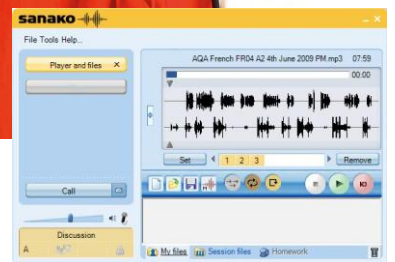 sanako
File Tools Help...
Player and files ×
AQA French FR04 A2 4th June 2009 PM.mp3 07:59
00:00
Set 1 2 3 Remove
Call
Discussion
A
My files Session files Homework